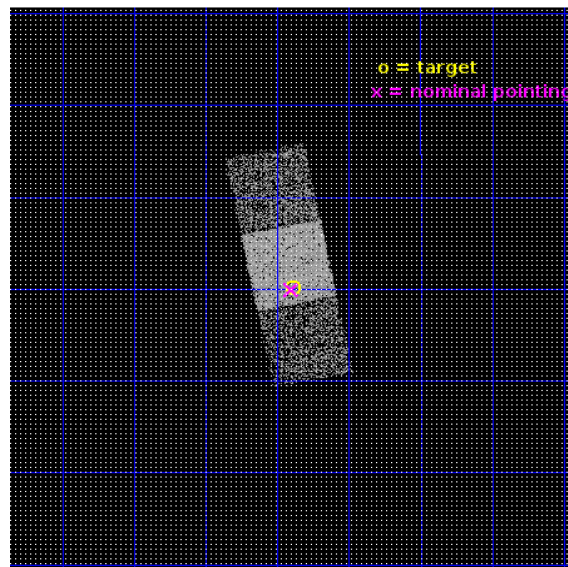 o = target
x = nominal pointing